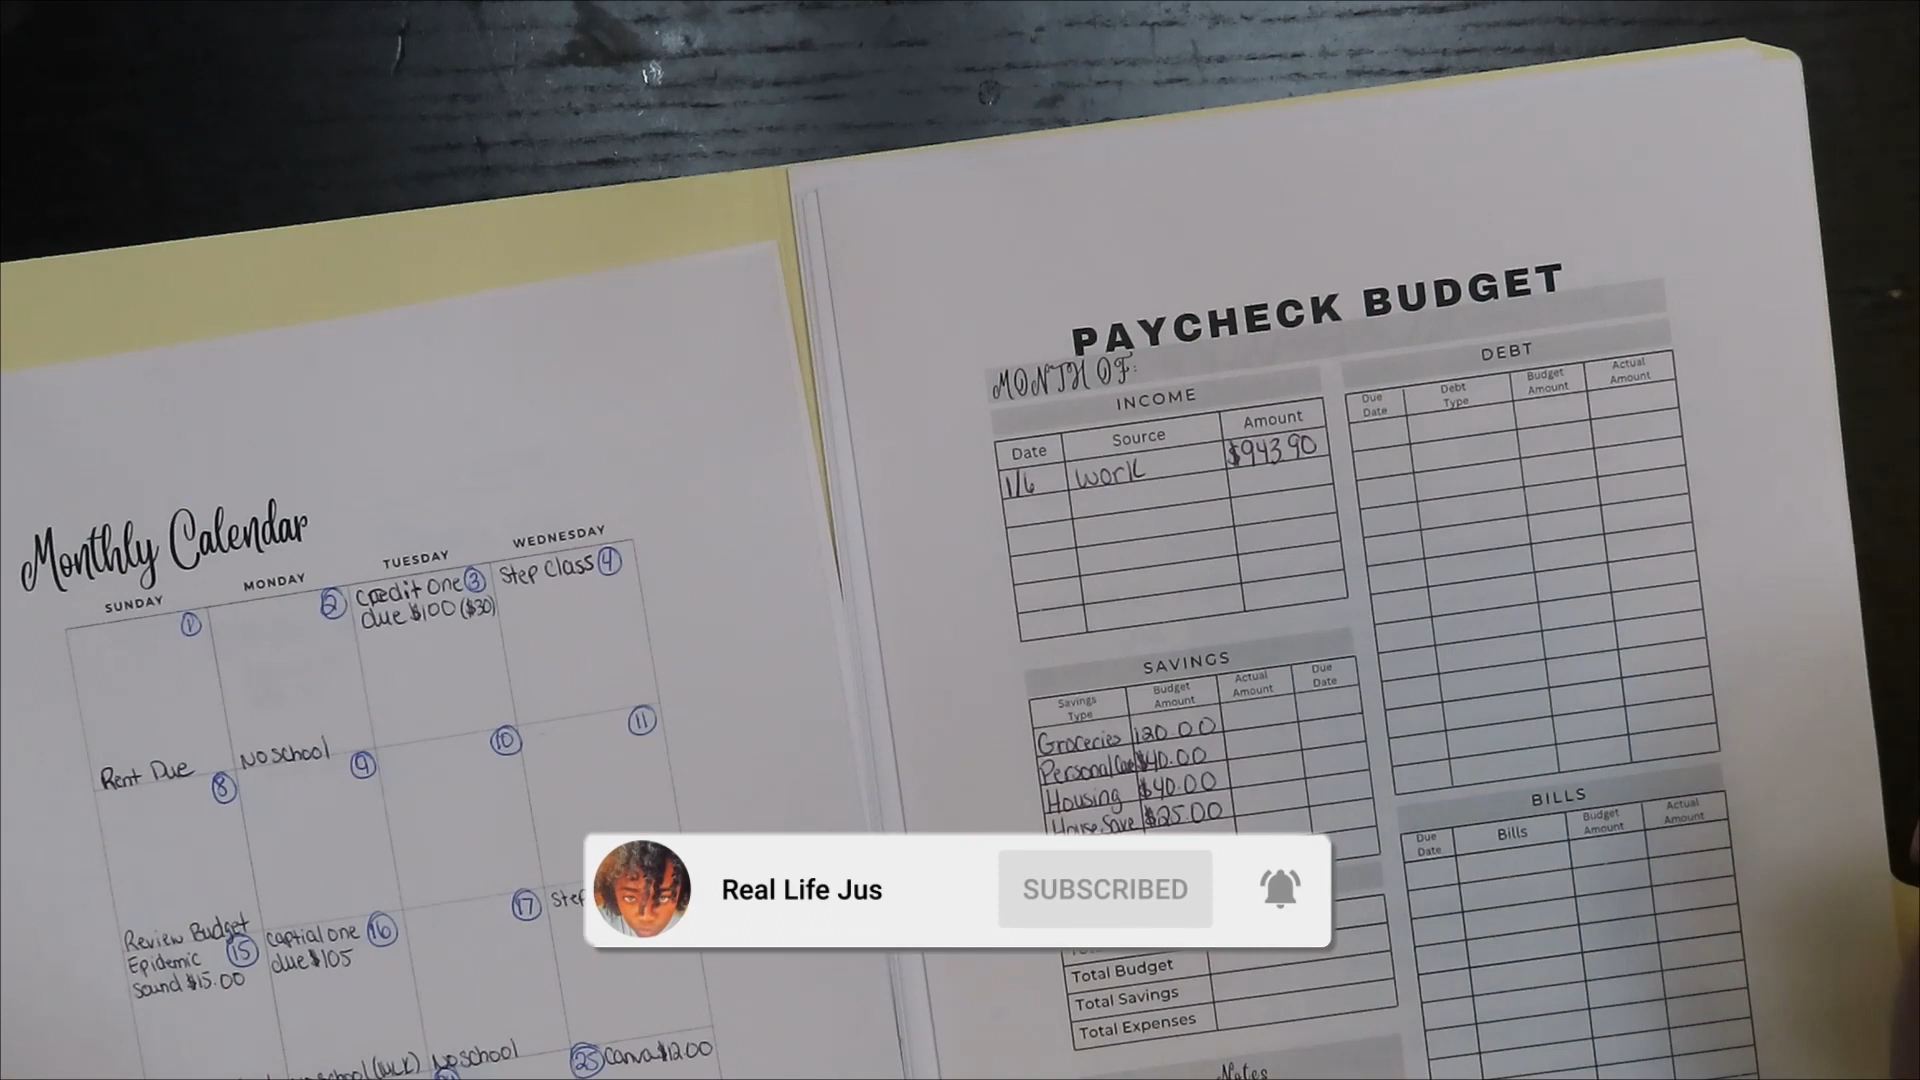 Monthly Calendar
SUNDAY
MONDAY
TUESDAY
WEDNESDAY
1
2
Credit One 3
due $100 ($30)
Step Class 4
Rent Due
8
No school
9
10
11
Review Budget
Epidemic 15
Sound $15.00
captial one 16
due $105
17
(MLK)
No school
25 Canva $12.00
PAYCHECK BUDGET
MONTH OF:
INCOME
Date Source Amount
1/6 work $943.90
SAVINGS
Savings Type Budget Amount Actual Amount Due Date
Groceries 120.00
$40.00
Housing $40.00
House Save $25.00
Total Budget
Total Savings
Total Expenses
Notes
DEBT
Due Date Debt Type Budget Amount Actual Amount
BILLS
Due Date Bills Budget Amount Actual Amount
Real Life Jus
SUBSCRIBED